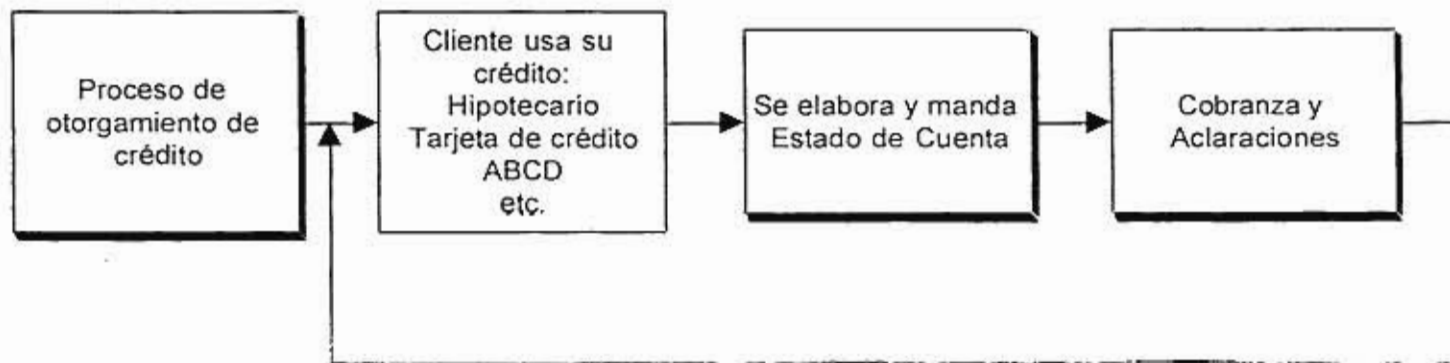 Proceso de
otorgamiento de
crédito
Cliente usa su
crédito:
Hipotecario
Tarjeta de crédito
ABCD
etc.
Se elabora y manda
Estado de Cuenta
Cobranza y
Aclaraciones